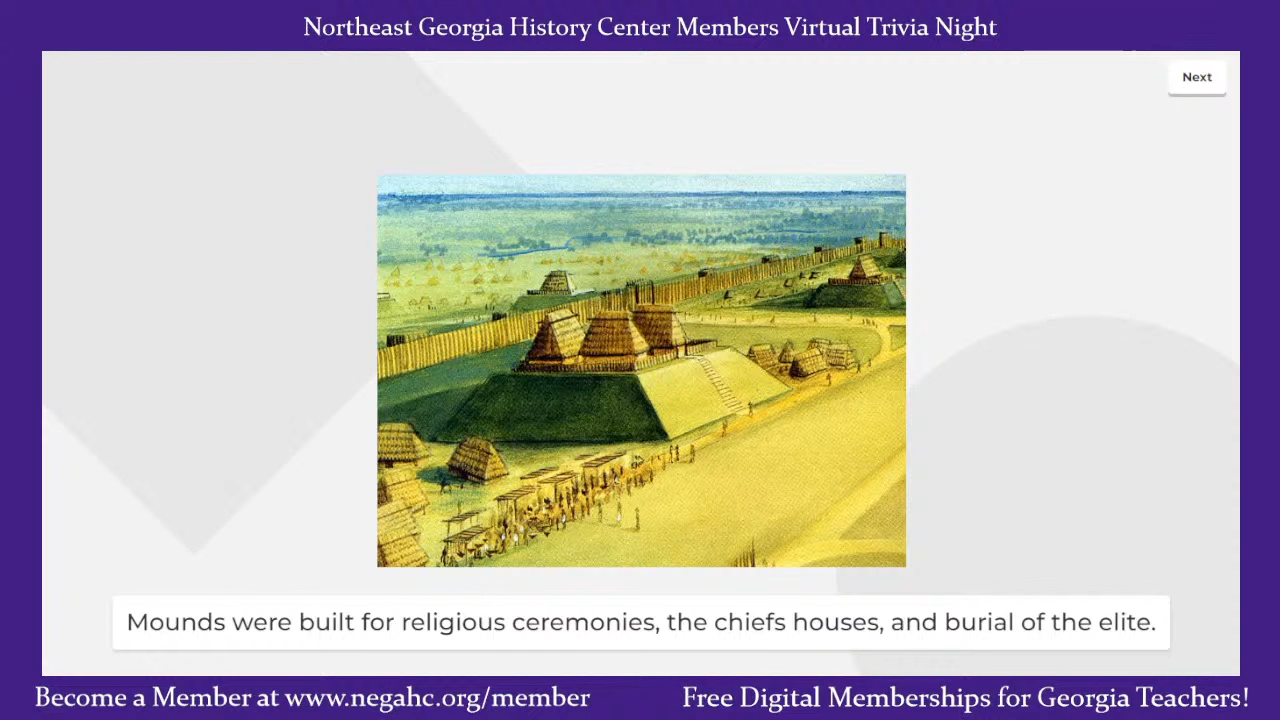 Northeast Georgia History Center Members Virtual Trivia Night
Next
Mounds were built for religious ceremonies, the chiefs houses, and burial of the elite.
Become a Member at www.negahc.org/member
Free Digital Memberships for Georgia Teachers!